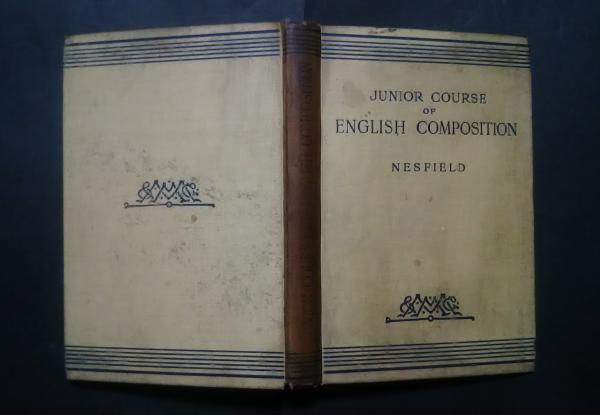 JUNIOR COURSE
OF
ENGLISH COMPOSITION
NESFIELD